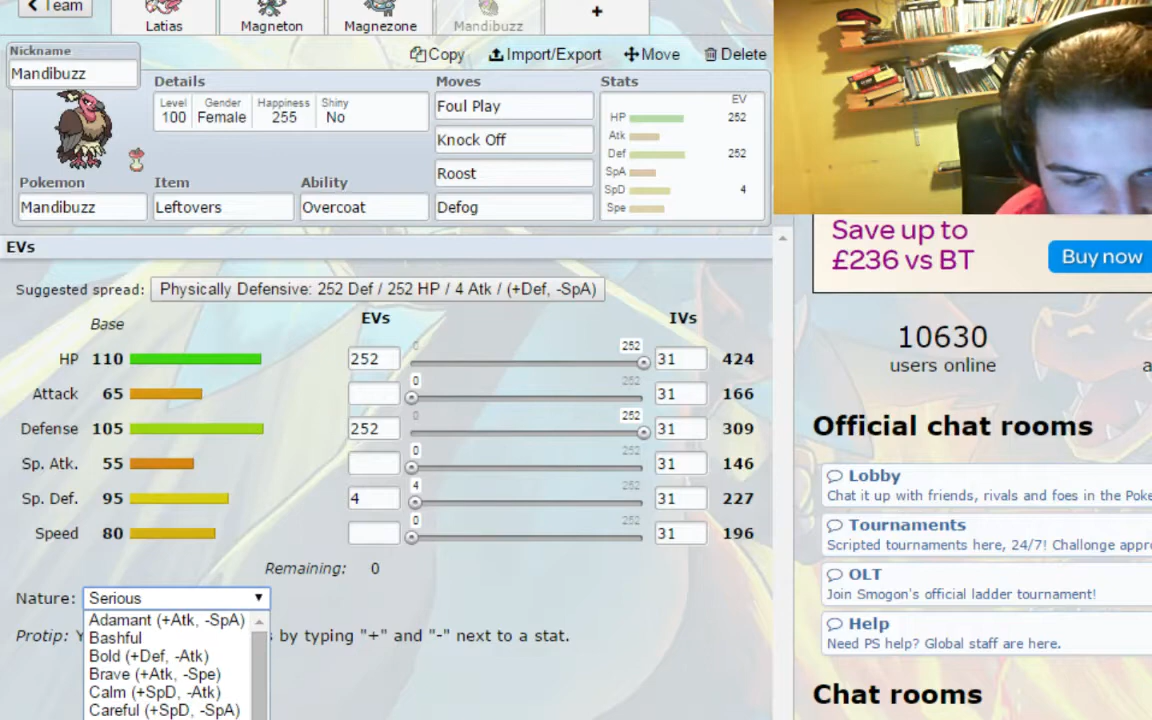 < Team
Latias
Magneton
Magnezone
Mandibuzz
+
Nickname
Mandibuzz
Copy
Import/Export
Move
Delete
Details
Level
100
Gender
Female
Happiness
255
Shiny
No
Moves
Foul Play
Knock Off
Roost
Defog
Stats
EV
HP 252
Atk
Def 252
SpA
SpD 4
Spe
Pokemon
Mandibuzz
Item
Leftovers
Ability
Overcoat
EVs
Suggested spread: Physically Defensive: 252 Def / 252 HP / 4 Atk / (+Def, -SpA)
Base EVs IVs
0 252
HP 110 252 31 424
0 252
Attack 65 31 166
0 252
Defense 105 252 31 309
0 252
Sp. Atk. 55 31 146
4 252
Sp. Def. 95 4 31 227
0 252
Speed 80 31 196
Remaining: 0
Nature: Serious
Adamant (+Atk, -SpA)
Bashful
Bold (+Def, -Atk)
Brave (+Atk, -Spe)
Calm (+SpD, -Atk)
Careful (+SpD, -SpA)
Protip: Y s by typing "+" and "-" next to a stat.
Save up to
£236 vs BT
Buy now
10630
users online
a
Official chat rooms
Lobby
Chat it up with friends, rivals and foes in the Poke
Tournaments
Scripted tournaments here, 24/7! Challonge appro
OLT
Join Smogon's official ladder tournament!
Help
Need PS help? Global staff are here.
Chat rooms